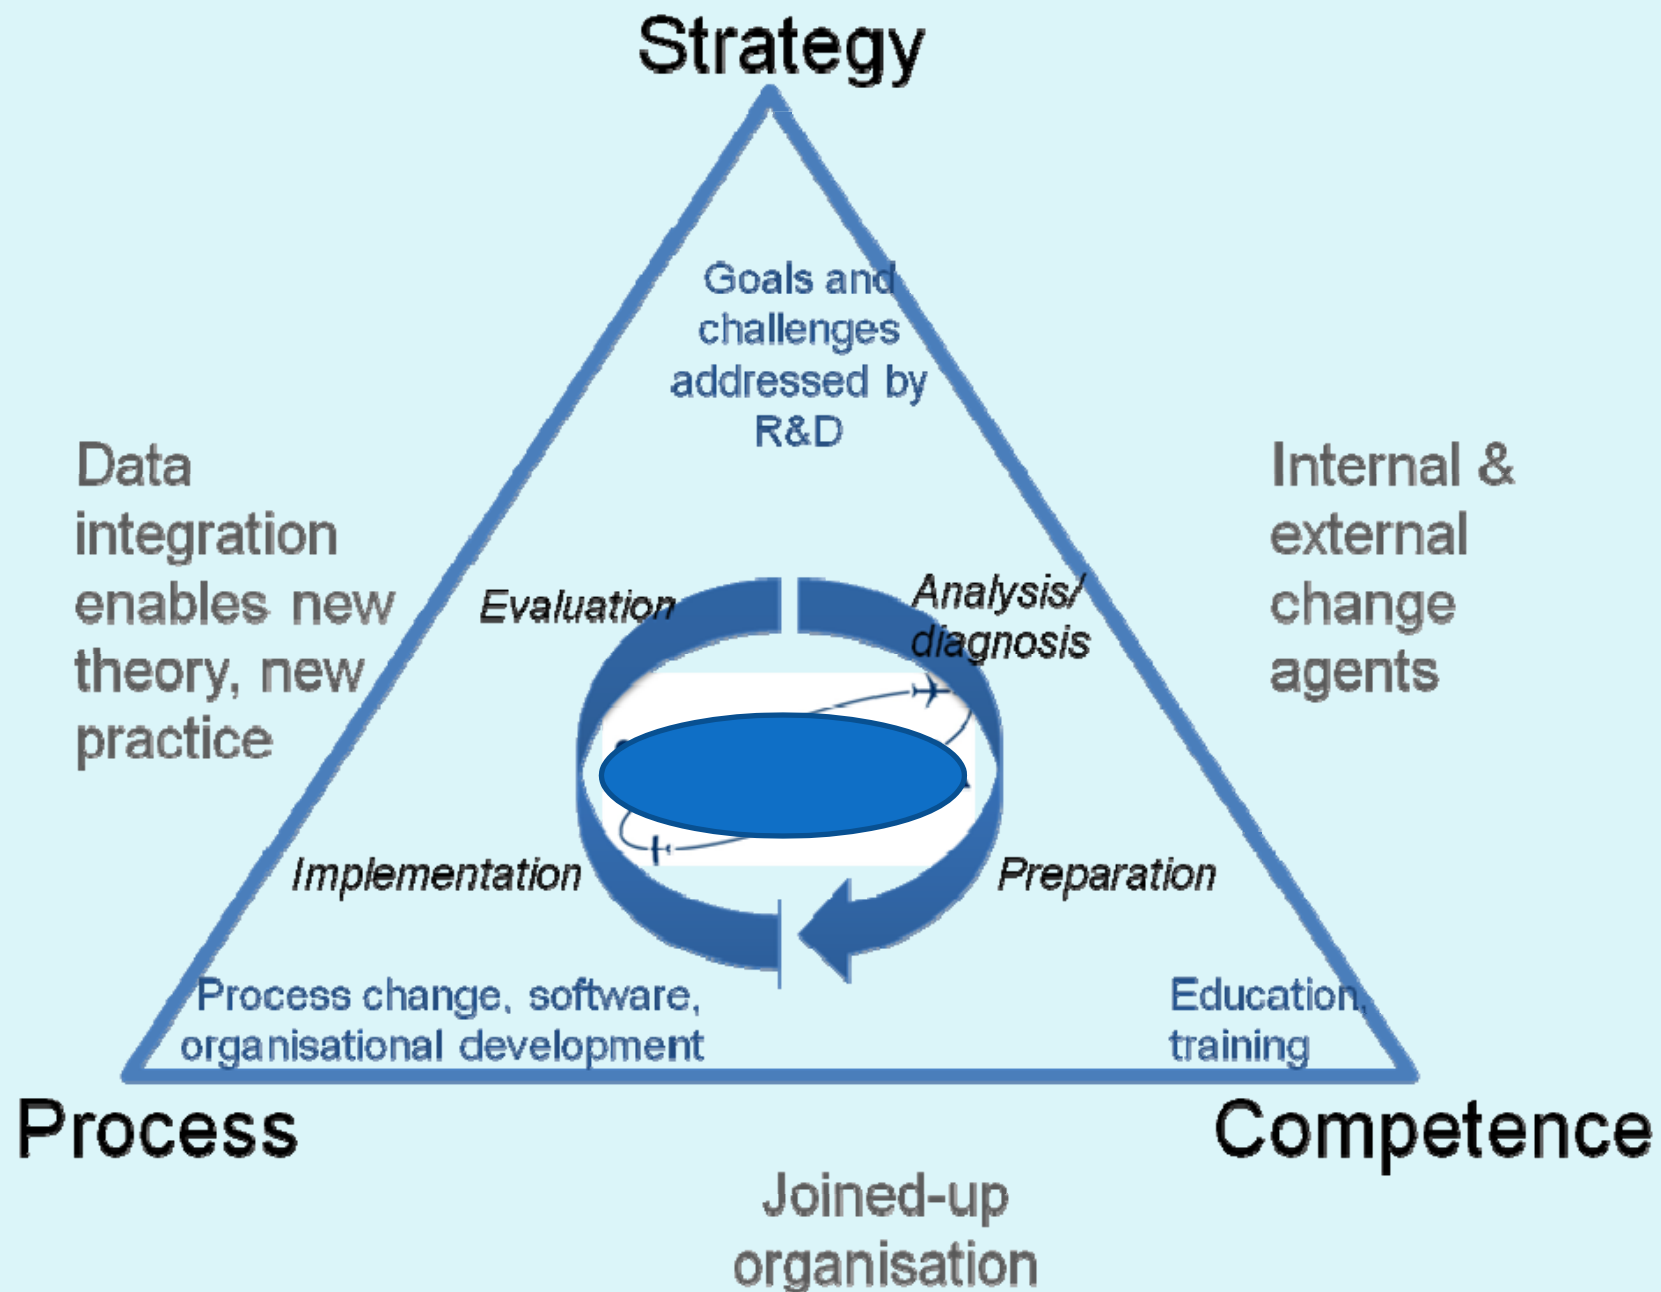 Strategy
Goals and
challenges
addressed by
R&D
Data
integration
enables new
theory, new
practice
Internal &
external
change
agents
Evaluation
Analysis/
diagnosis
Implementation
Preparation
Process change, software,
organisational development
Education,
training
Process
Competence
Joined-up
organisation